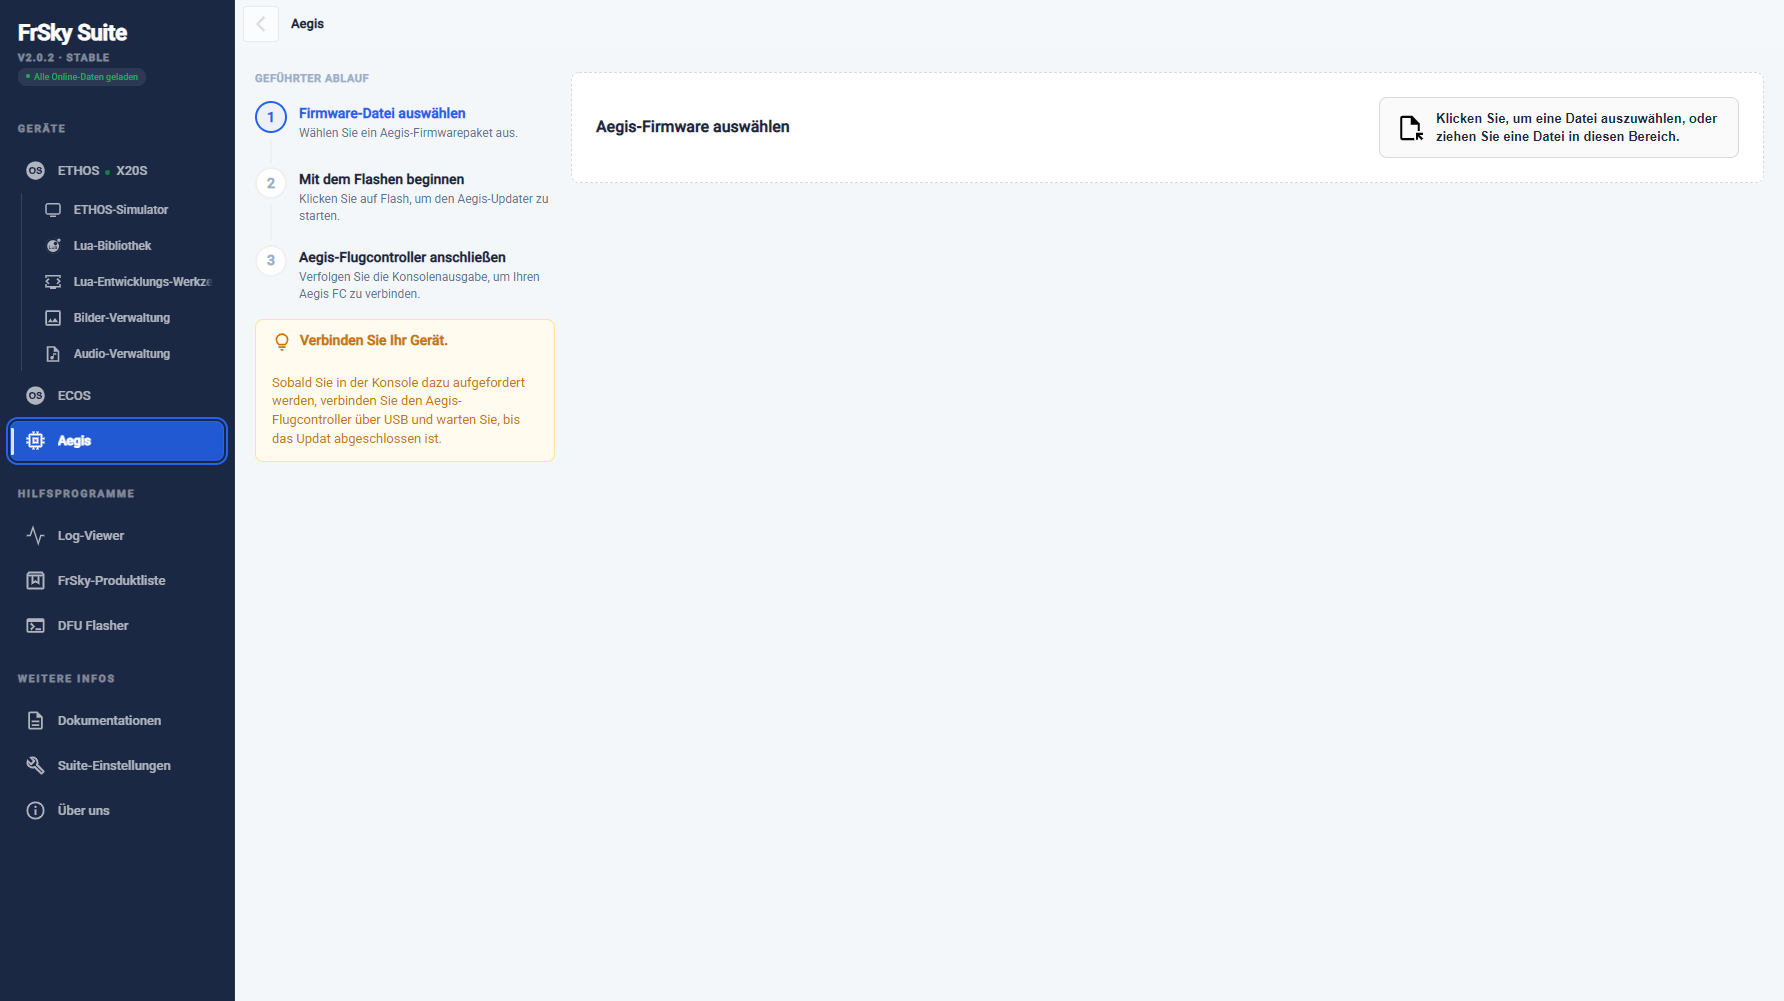 FrSky Suite
V2.0.2 · STABLE
• Alle Online-Daten geladen
GERÄTE
ETHOS • X20S
ETHOS-Simulator
Lua-Bibliothek
Lua-Entwicklungs-Werkze
Bilder-Verwaltung
Audio-Verwaltung
ECOS
Aegis
HILFSPROGRAMME
Log-Viewer
FrSky-Produktliste
DFU Flasher
WEITERE INFOS
Dokumentationen
Suite-Einstellungen
Über uns
Aegis
GEFÜHRTER ABLAUF
1 Firmware-Datei auswählen
Wählen Sie ein Aegis-Firmwarepaket aus.
2 Mit dem Flashen beginnen
Klicken Sie auf Flash, um den Aegis-Updater zu
starten.
3 Aegis-Flugcontroller anschließen
Verfolgen Sie die Konsolenausgabe, um Ihren
Aegis FC zu verbinden.
Verbinden Sie Ihr Gerät.
Sobald Sie in der Konsole dazu aufgefordert
werden, verbinden Sie den Aegis-
Flugcontroller über USB und warten Sie, bis
das Updat abgeschlossen ist.
Aegis-Firmware auswählen
Klicken Sie, um eine Datei auszuwählen, oder
ziehen Sie eine Datei in diesen Bereich.